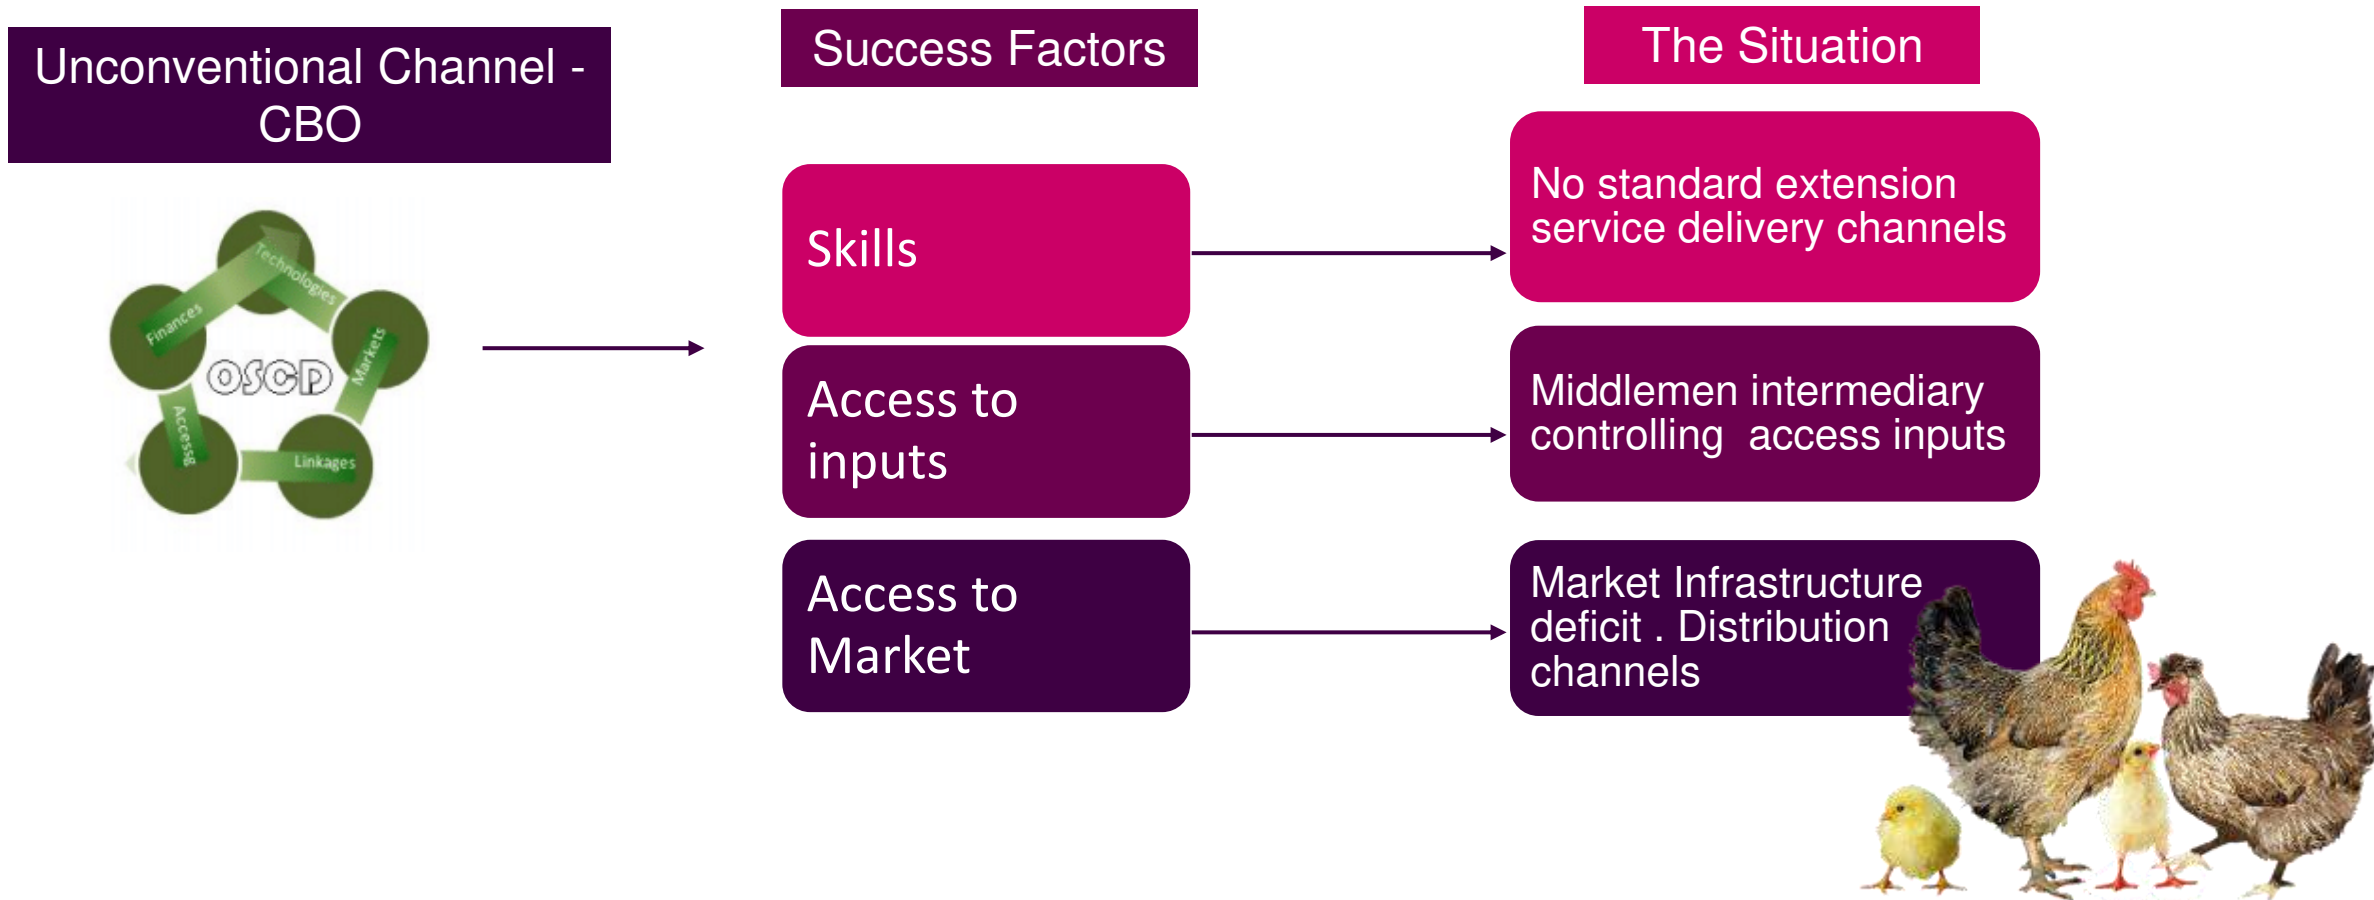 Unconventional Channel -
CBO
Technologies
Finances
Markets
OSCD
Accessg
Linkages
Success Factors
Skills
Access to
inputs
Access to
Market
The Situation
No standard extension
service delivery channels
Middlemen intermediary
controlling  access inputs
Market Infrastructure
deficit . Distribution
channels